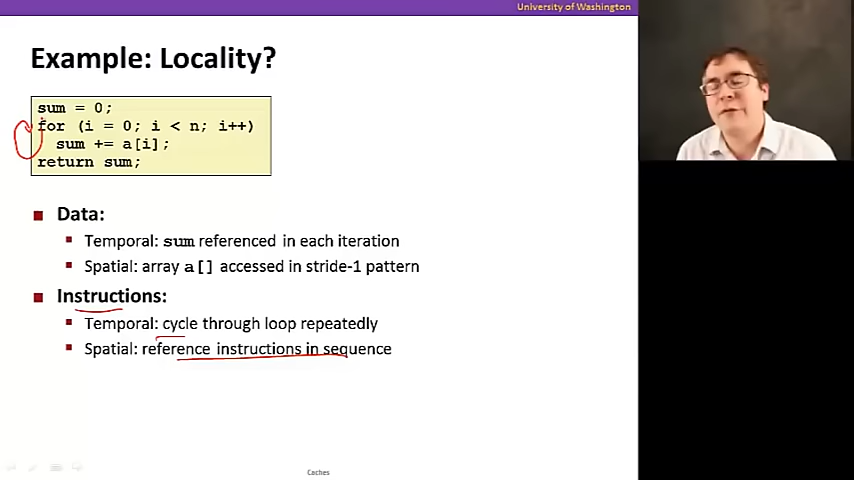 University of Washington
Example: Locality?
sum = 0;
for (i = 0; i < n; i++)
sum += a[i];
return sum;
Data:
Temporal: sum referenced in each iteration
Spatial: array a[] accessed in stride-1 pattern
Instructions:
Temporal: cycle through loop repeatedly
Spatial: reference instructions in sequence
Caches